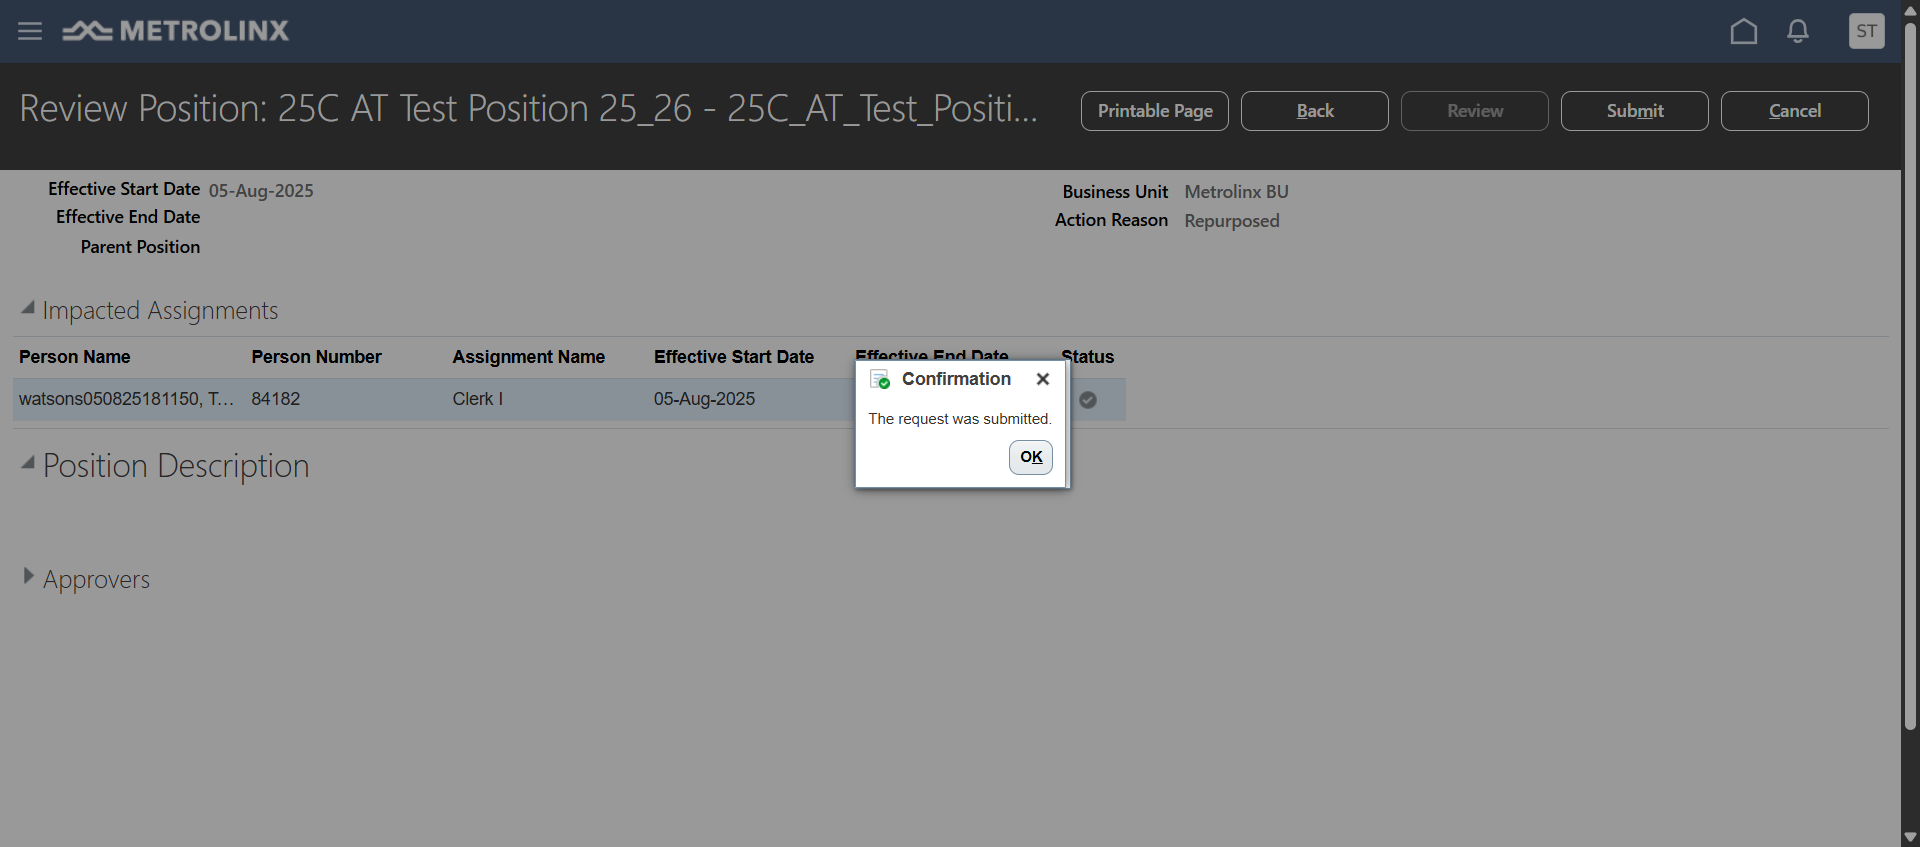 METROLINX
ST
Review Position: 25C AT Test Position 25_26 - 25C_AT_Test_Positi...
Printable Page
Back
Review
Submit
Cancel
Effective Start Date 05-Aug-2025
Effective End Date
Parent Position
Business Unit Metrolinx BU
Action Reason Repurposed
Impacted Assignments
Person Name Person Number Assignment Name Effective Start Date Effective End Date Status
watsons050825181150, T... 84182 Clerk I 05-Aug-2025
Confirmation
The request was submitted.
OK
Position Description
Approvers